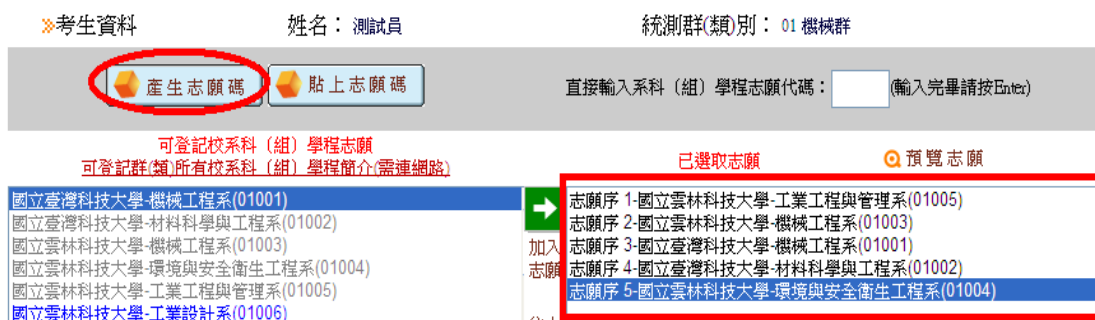 考生資料 姓名： 測試員 統測群(類)別： 01 機械群
產生志願碼 貼上志願碼 直接輸入系科（組）學程志願代碼： (輸入完畢請按Enter)
可登記校系科（組）學程志願
可登記群(類)所有校系科（組）學程簡介(需連網路)
已選取志願 預覽志願
國立臺灣科技大學-機械工程系(01001)
國立臺灣科技大學-材料科學與工程系(01002)
國立雲林科技大學-機械工程系(01003)
國立雲林科技大學-環境與安全衛生工程系(01004)
國立雲林科技大學-工業工程與管理系(01005)
國立雲林科技大學-工業設計系(01006)
加入
志願
志願序 1-國立雲林科技大學-工業工程與管理系(01005)
志願序 2-國立雲林科技大學-機械工程系(01003)
志願序 3-國立臺灣科技大學-機械工程系(01001)
志願序 4-國立臺灣科技大學-材料科學與工程系(01002)
志願序 5-國立雲林科技大學-環境與安全衛生工程系(01004)